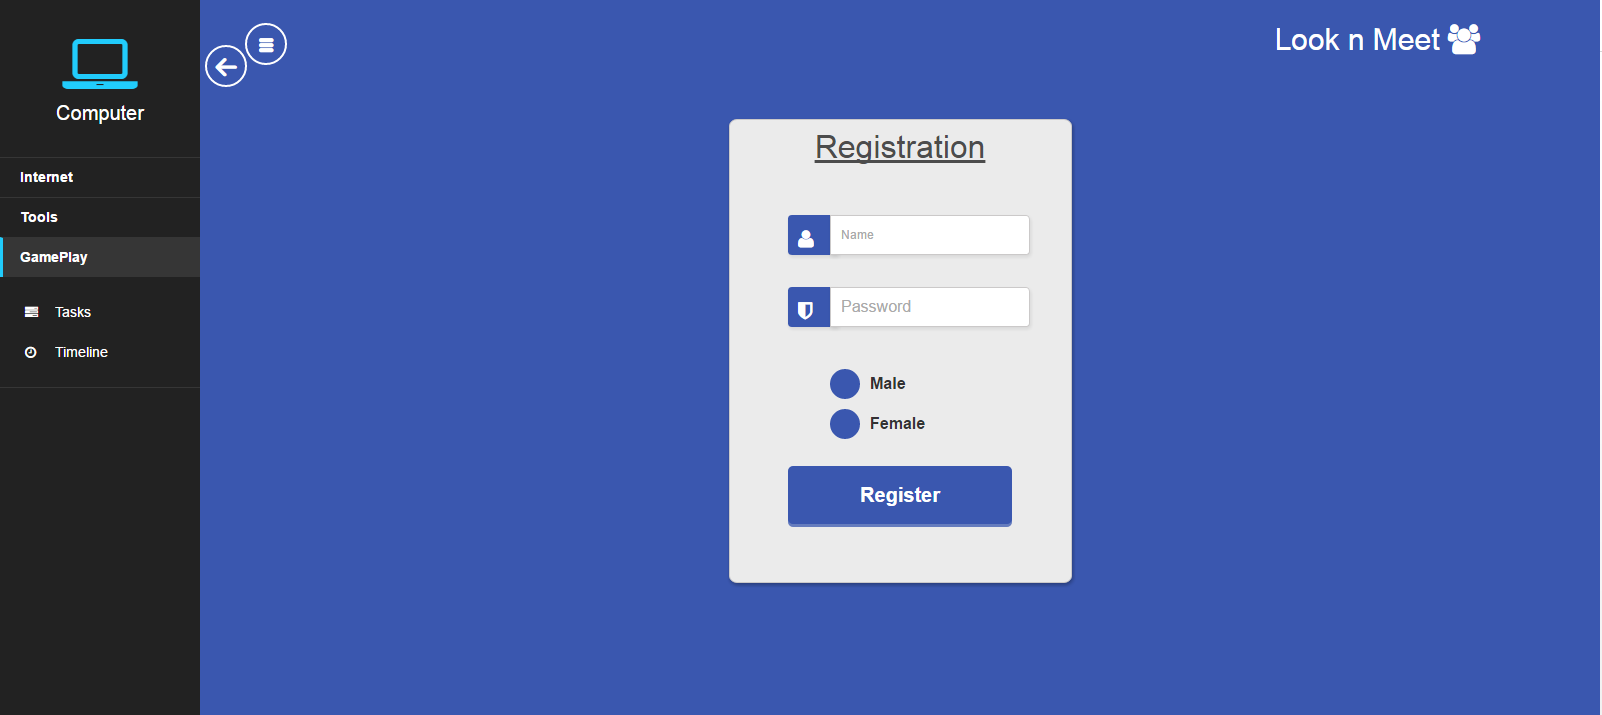 Computer
Internet
Tools
GamePlay
Tasks
Timeline
Look n Meet
Registration
Name
Password
Male
Female
Register